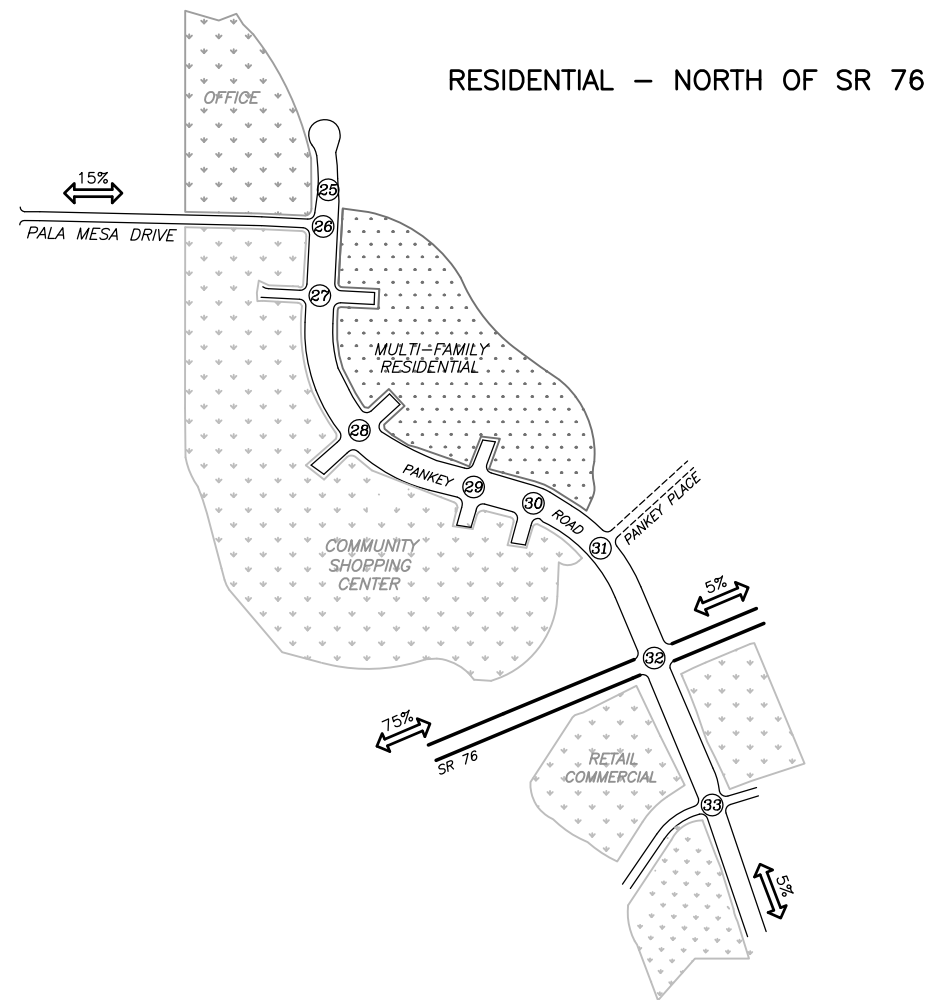 RESIDENTIAL – NORTH OF SR 76
OFFICE
15%
25
26
PALA MESA DRIVE
27
MULTI-FAMILY
RESIDENTIAL
28
PANKEY
29
30
ROAD
31
PANKEY PLACE
COMMUNITY
SHOPPING
CENTER
5%
32
75%
SR 76
RETAIL
COMMERCIAL
33
5%